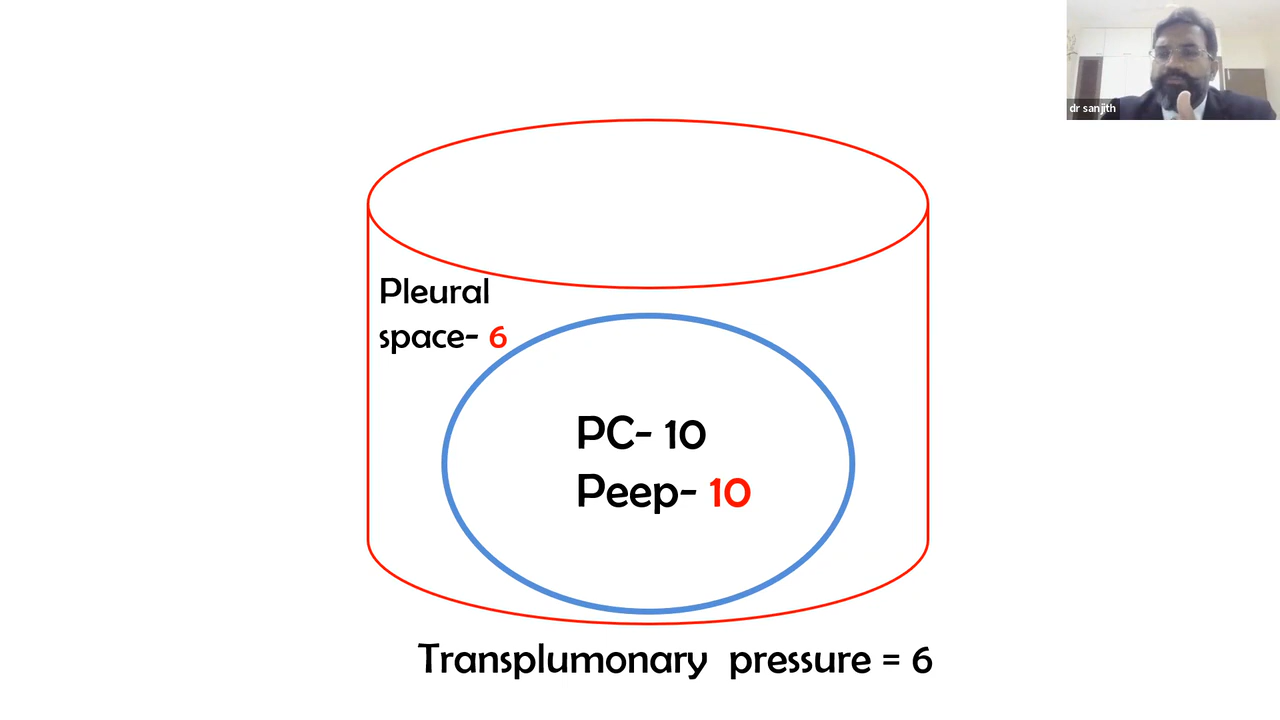 dr sanjith
Pleural
space- 6
PC- 10
Peep- 10
Transplumonary pressure = 6